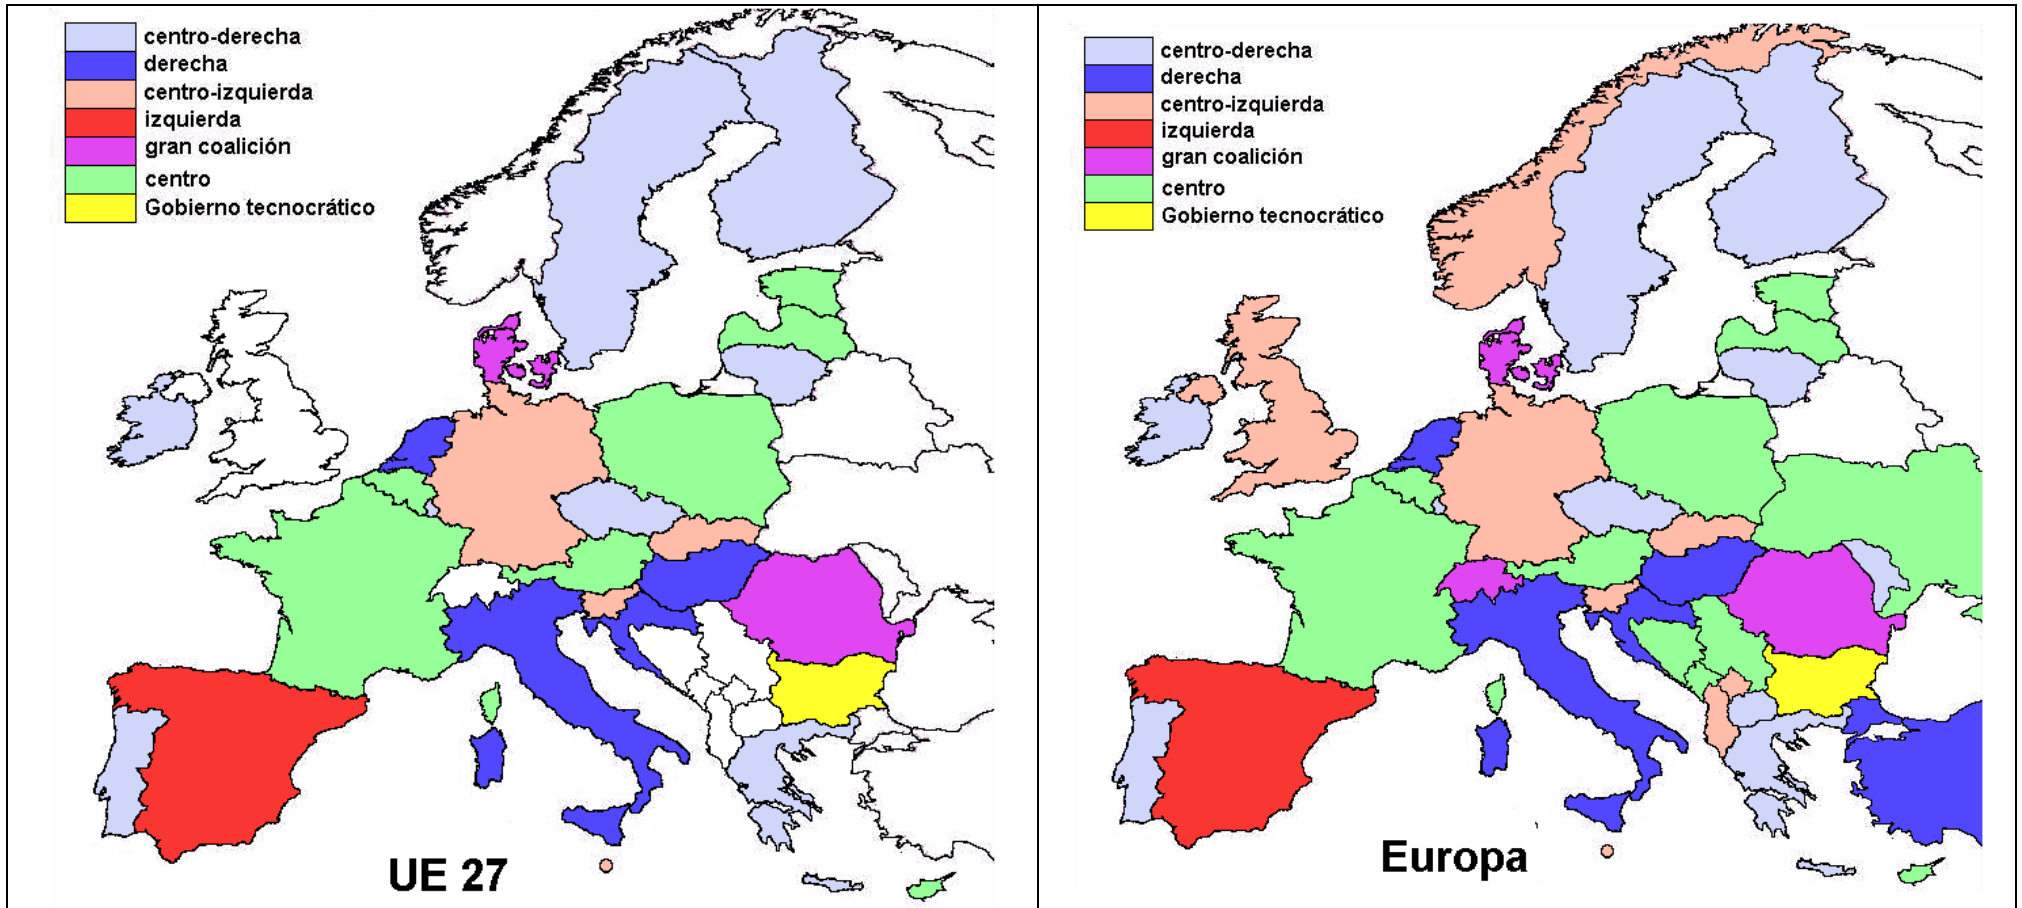 centro-derecha
derecha
centro-izquierda
izquierda
gran coalición
centro
Gobierno tecnocrático
UE 27
centro-derecha
derecha
centro-izquierda
izquierda
gran coalición
centro
Gobierno tecnocrático
Europa